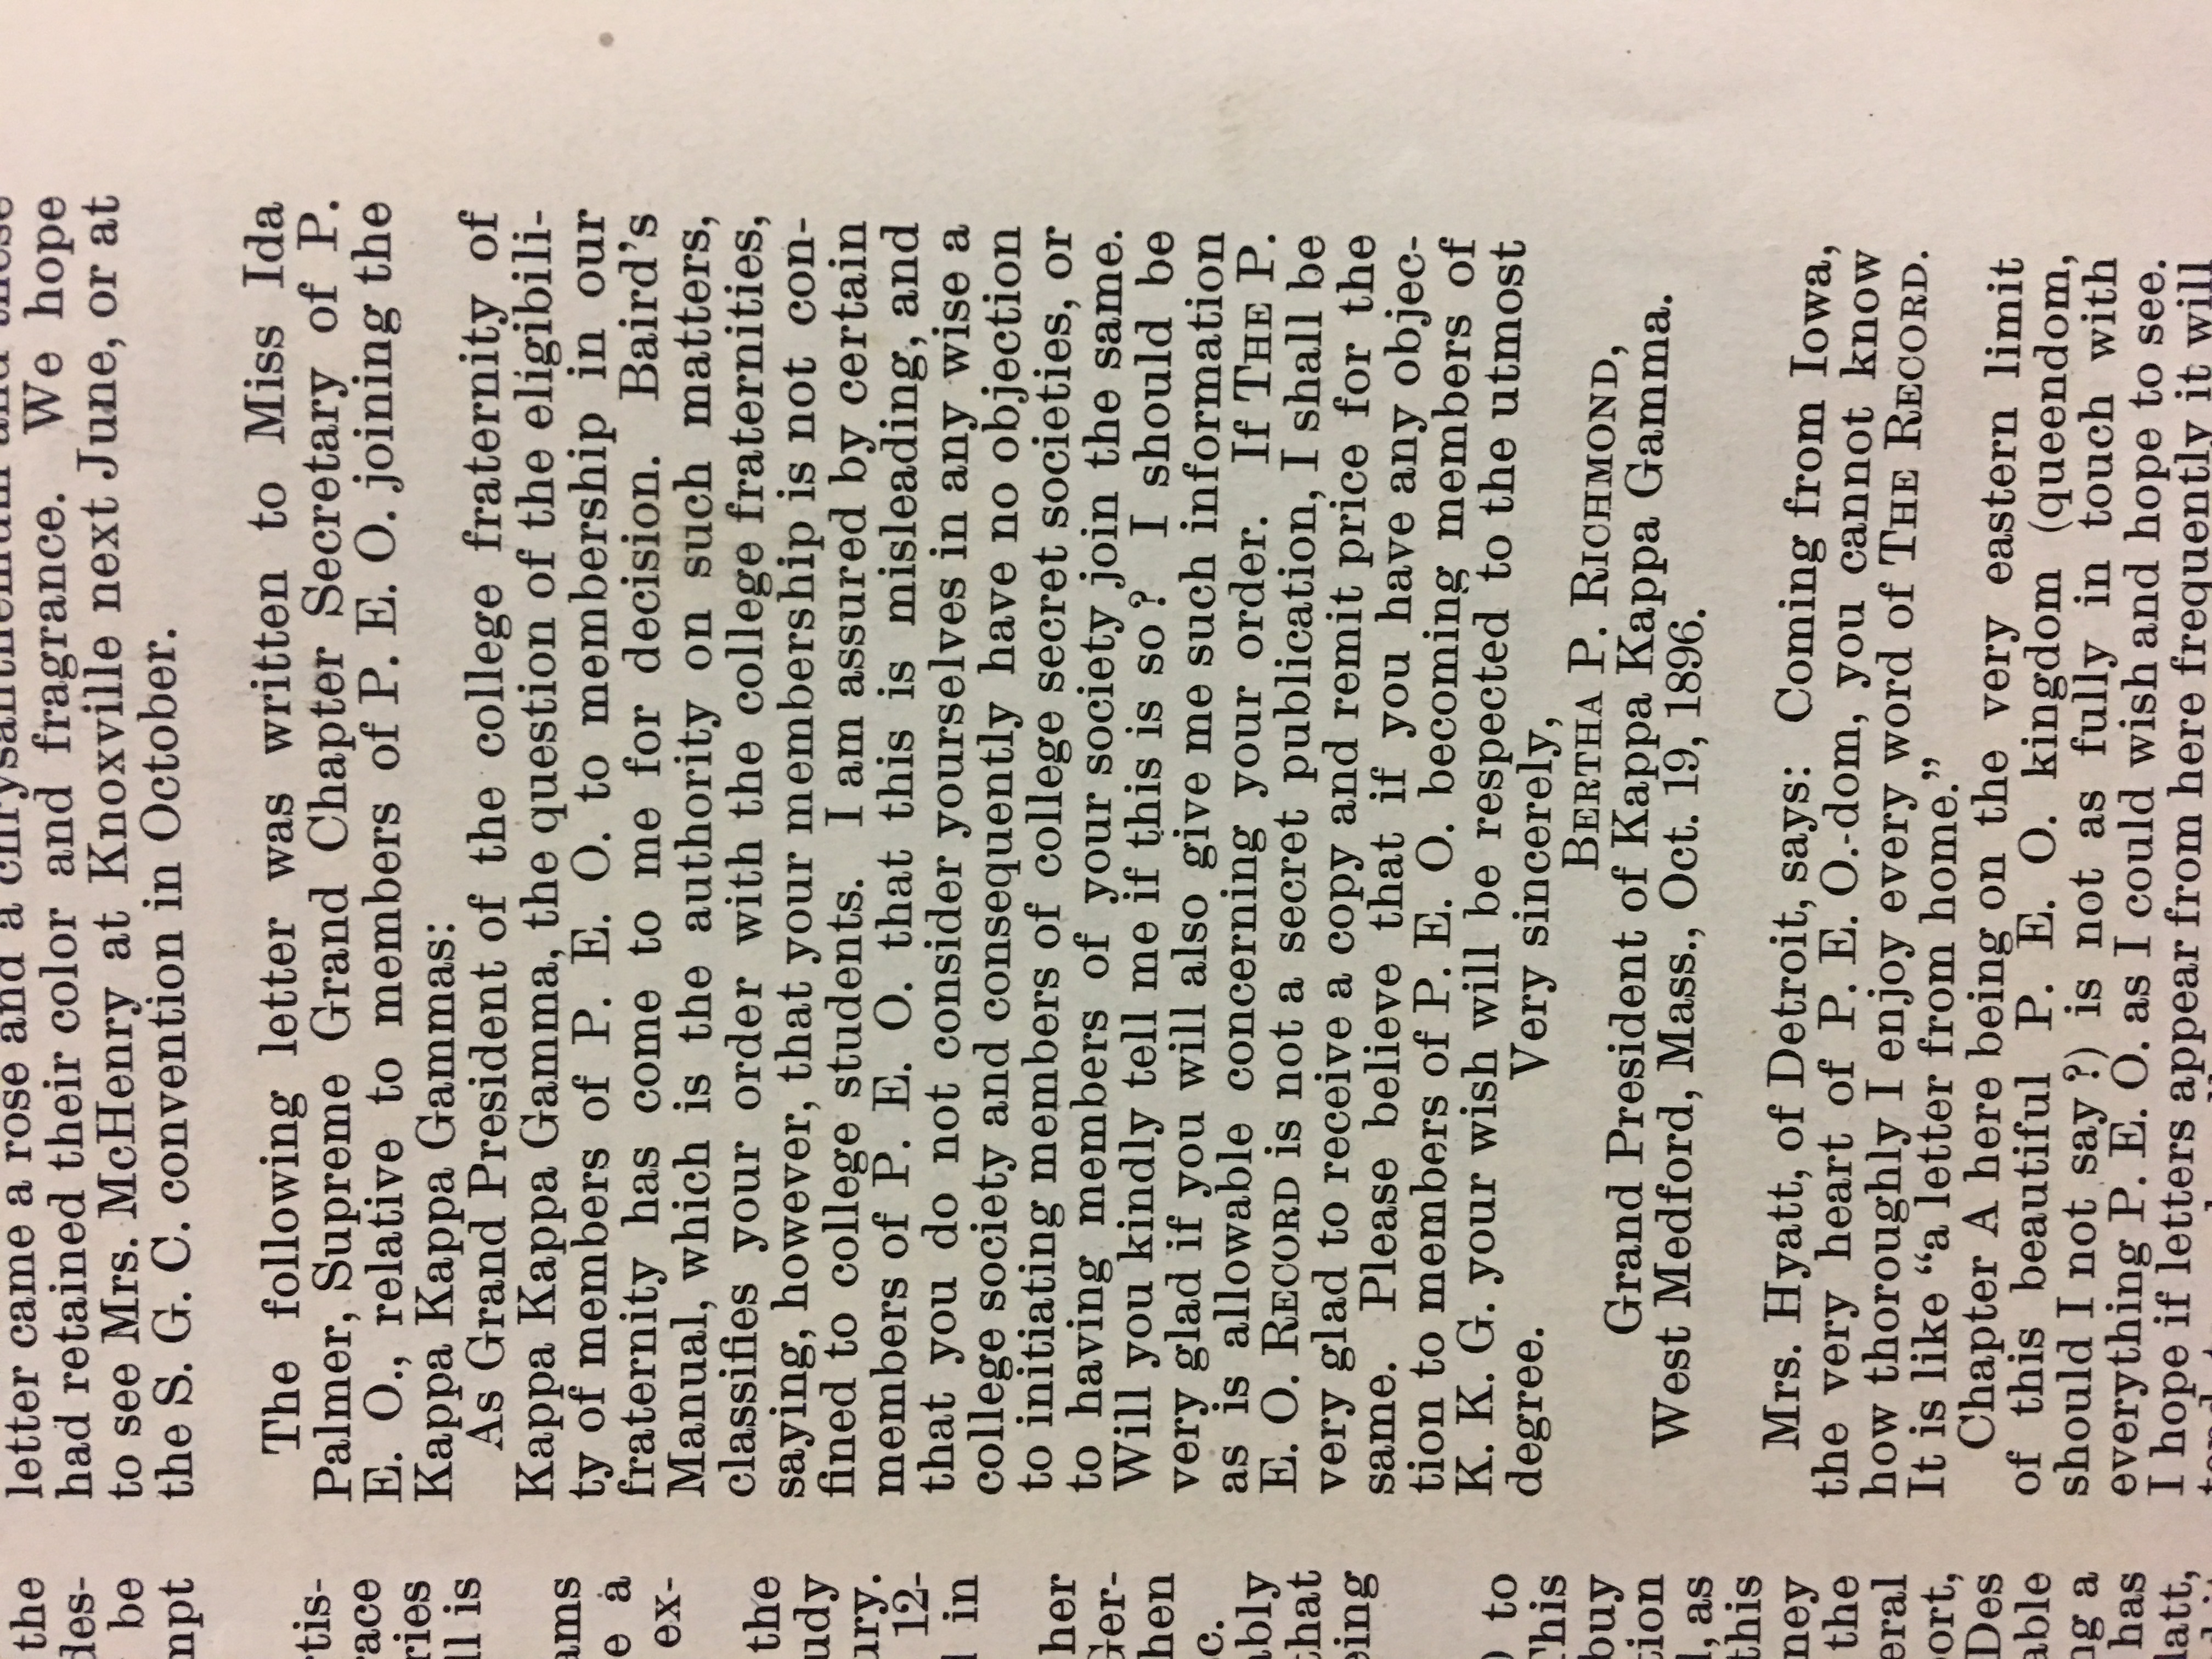 letter came a rose and a chrysanthemum and these
had retained their color and fragrance. We hope
to see Mrs. McHenry at Knoxville next June, or at
the S. G. C. convention in October.
The following letter was written to Miss Ida
Palmer, Supreme Grand Chapter Secretary of P.
E. O., relative to members of P. E. O. joining the
Kappa Kappa Gammas:
As Grand President of the college fraternity of
Kappa Kappa Gamma, the question of the eligibili-
ty of members of P. E. O. to membership in our
fraternity has come to me for decision. Baird's
Manual, which is the authority on such matters,
classifies your order with the college fraternities,
saying, however, that your membership is not con-
fined to college students. I am assured by certain
members of P. E. O. that this is misleading, and
that you do not consider yourselves in any wise a
college society and consequently have no objection
to initiating members of college secret societies, or
to having members of your society join the same.
Will you kindly tell me if this is so? I should be
very glad if you will also give me such information
as is allowable concerning your order. If THE P.
E. O. RECORD is not a secret publication, I shall be
very glad to receive a copy and remit price for the
same. Please believe that if you have any objec-
tion to members of P. E. O. becoming members of
K. K. G. your wish will be respected to the utmost
degree.
Very sincerely,
BERTHA P. RICHMOND,
Grand President of Kappa Kappa Gamma.
West Medford, Mass., Oct. 19, 1896.
Mrs. Hyatt, of Detroit, says: Coming from Iowa,
the very heart of P. E. O.-dom, you cannot know
how thoroughly I enjoy every word of THE RECORD.
It is like "a letter from home."
Chapter A here being on the very eastern limit
of this beautiful P. E. O. kingdom (queendom,
should I not say?) is not as fully in touch with
everything P. E. O. as I could wish and hope to see.
I hope if letters appear from here frequently it will